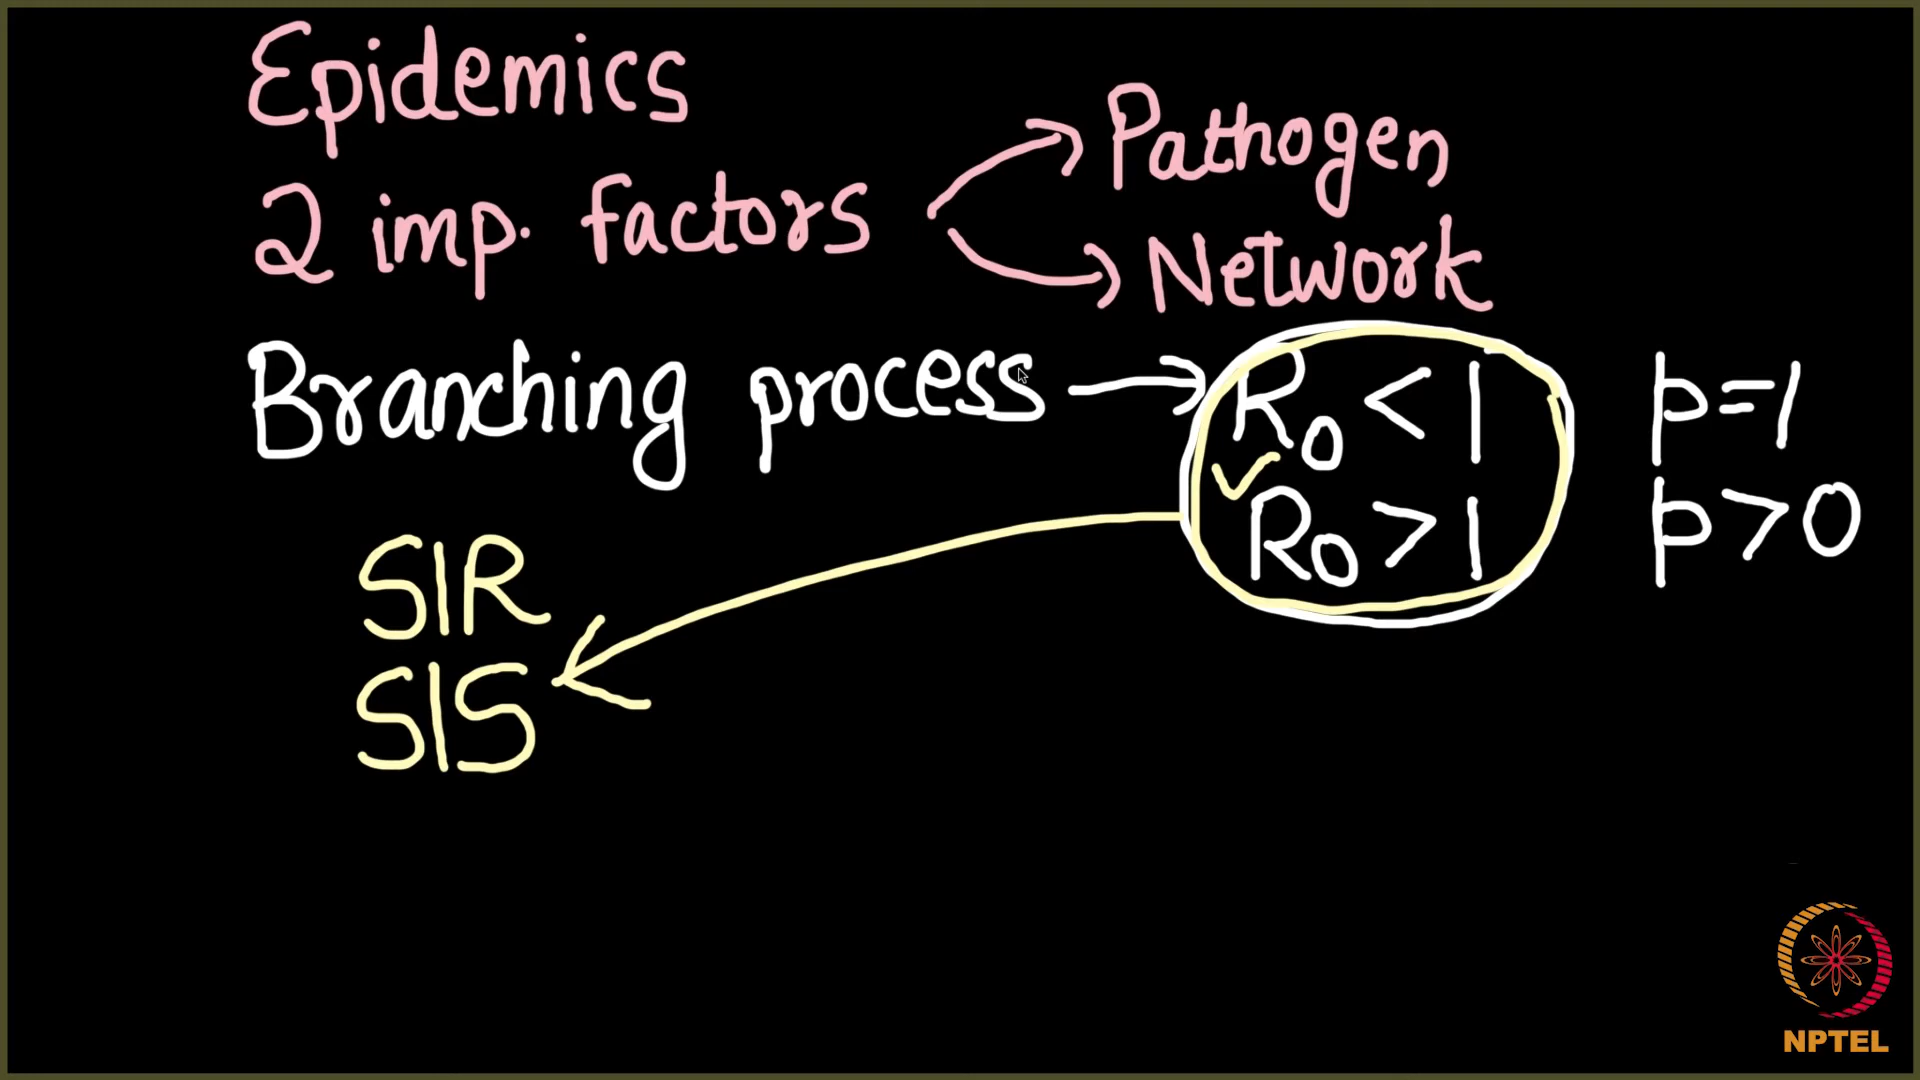 Epidemics
2 imp. factors
Pathogen
Network
Branching process → R0 < 1 p=1
✓ R0 > 1 p>0
SIR
SIS
NPTEL